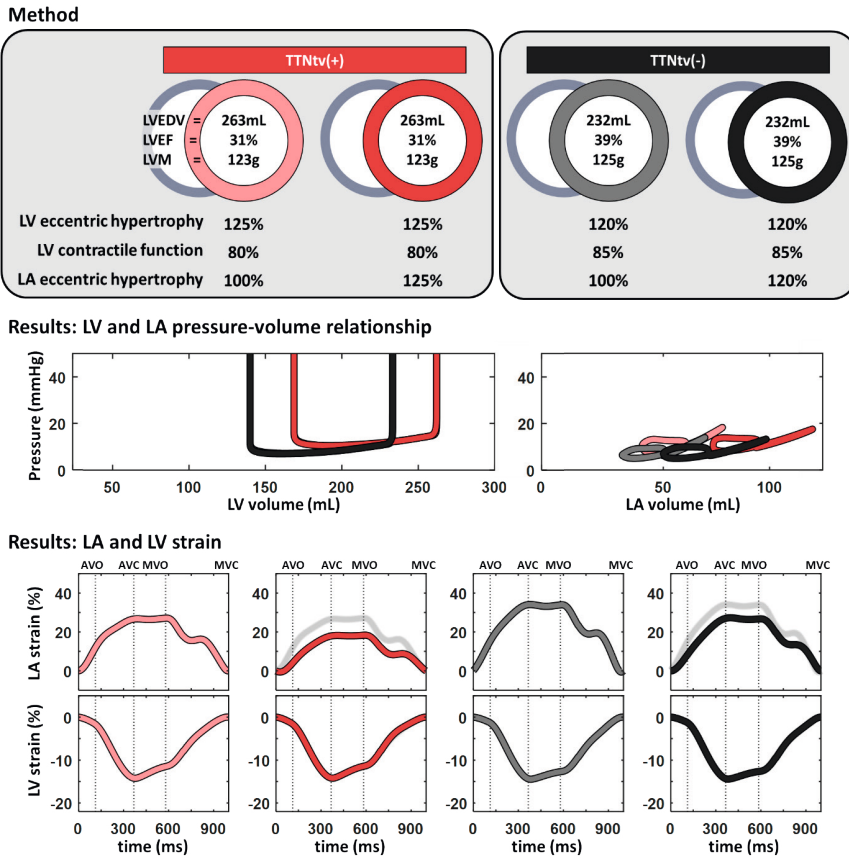 Method
TTNtv(+) TTNtv(-)
LVEDV = 263mL 263mL 232mL 232mL
LVEF = 31% 31% 39% 39%
LVM = 123g 123g 125g 125g
LV eccentric hypertrophy 125% 125% 120% 120%
LV contractile function 80% 80% 85% 85%
LA eccentric hypertrophy 100% 125% 100% 120%
Results: LV and LA pressure-volume relationship
Pressure (mmHg)
40 40
20 20
0 0
50 100 150 200 250 300 0 50 100
LV volume (mL) LA volume (mL)
Results: LA and LV strain
AVO AVC MVO MVC AVO AVC MVO MVC AVO AVC MVO MVC AVO AVC MVO MVC
LA strain (%)
40 40 40 40
20 20 20 20
0 0 0 0
LV strain (%)
0 0 0 0
-10 -10 -10 -10
-20 -20 -20 -20
0 300 600 900 0 300 600 900 0 300 600 900 0 300 600 900
time (ms) time (ms) time (ms) time (ms)